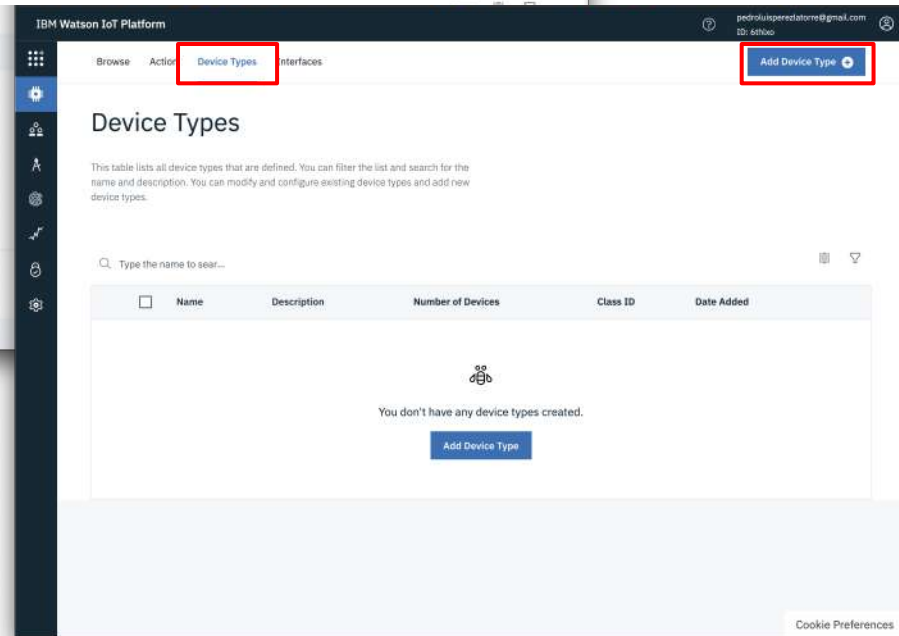 IBM Watson IoT Platform
pedroluisperezlatorre@gmail.com
ID: 6thlxo
Browse Action Device Types Interfaces
Add Device Type
Device Types
This table lists all device types that are defined. You can filter the list and search for the
name and description. You can modify and configure existing device types and add new
device types.
Type the name to sear...
Name Description Number of Devices Class ID Date Added
You don't have any device types created.
Add Device Type
Cookie Preferences